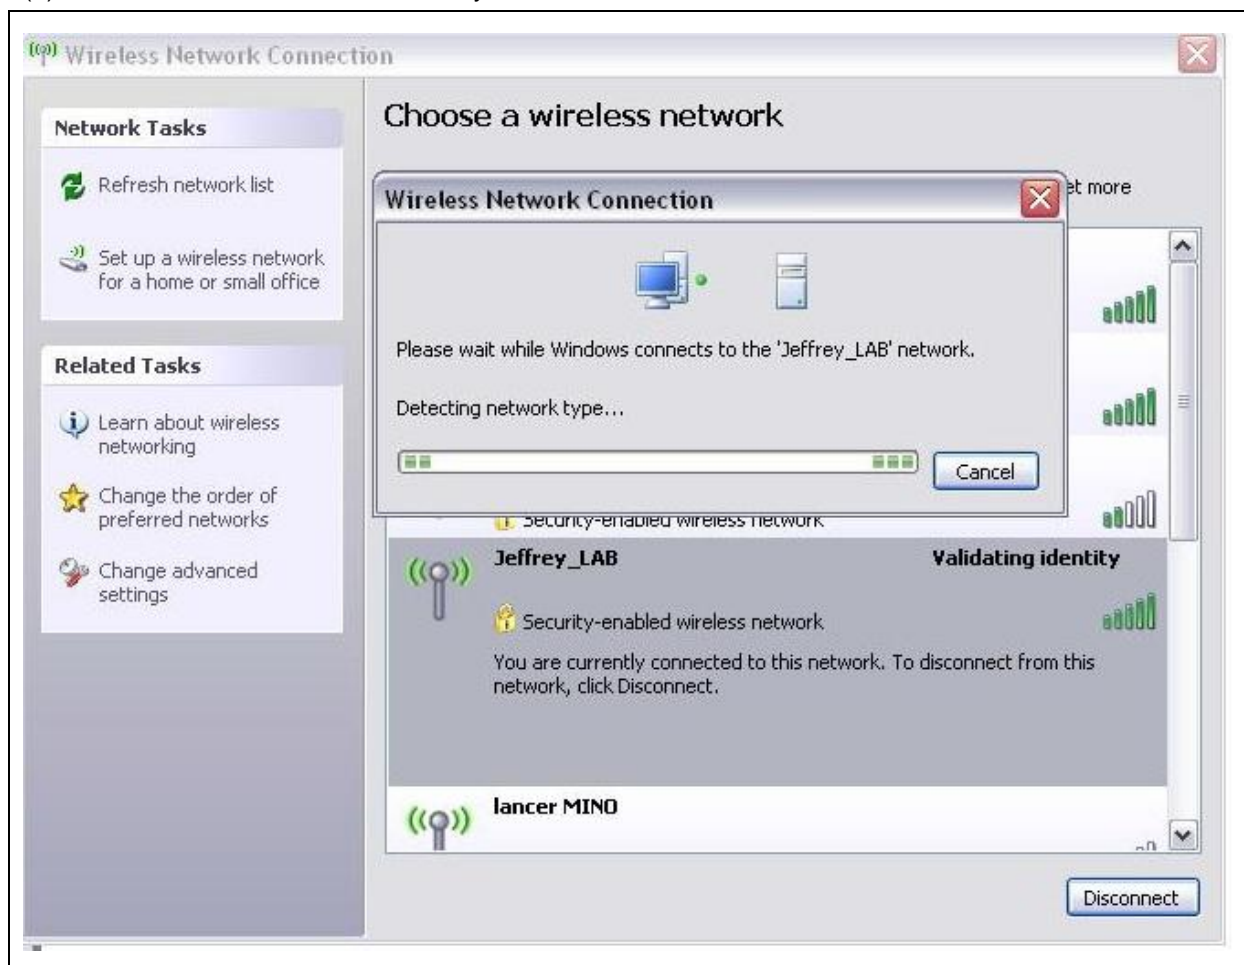 Wireless Network Connection
Choose a wireless network
Network Tasks
Refresh network list
Set up a wireless network
for a home or small office
Related Tasks
Learn about wireless
networking
Change the order of
preferred networks
Change advanced
settings
more
Wireless Network Connection
Please wait while Windows connects to the 'Jeffrey_LAB' network.
Detecting network type...
Cancel
Security-enabled wireless network
Jeffrey_LAB Validating identity
Security-enabled wireless network
You are currently connected to this network. To disconnect from this
network, click Disconnect.
lancer MINO
Disconnect